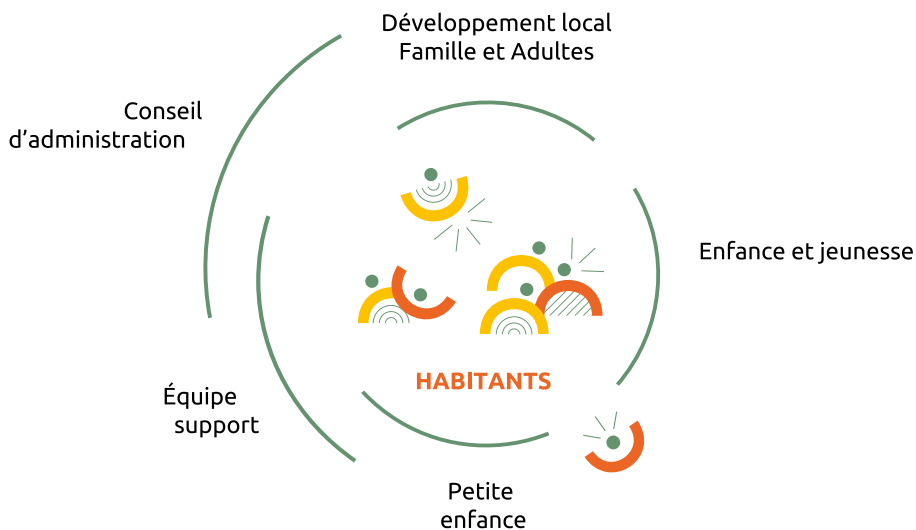 Développement local
Famille et Adultes
Conseil
d’administration
Enfance et jeunesse
HABITANTS
Équipe
support
Petite
enfance